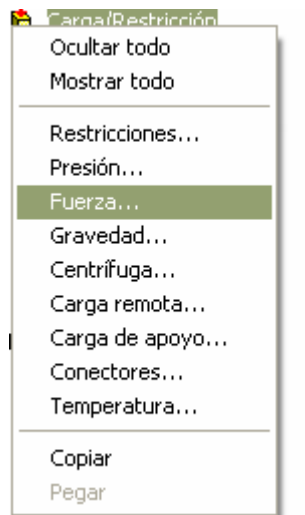 Carga/Restricción
Ocultar todo
Mostrar todo
Restricciones...
Presión...
Fuerza...
Gravedad...
Centrífuga...
Carga remota...
Carga de apoyo...
Conectores...
Temperatura...
Copiar
Pegar